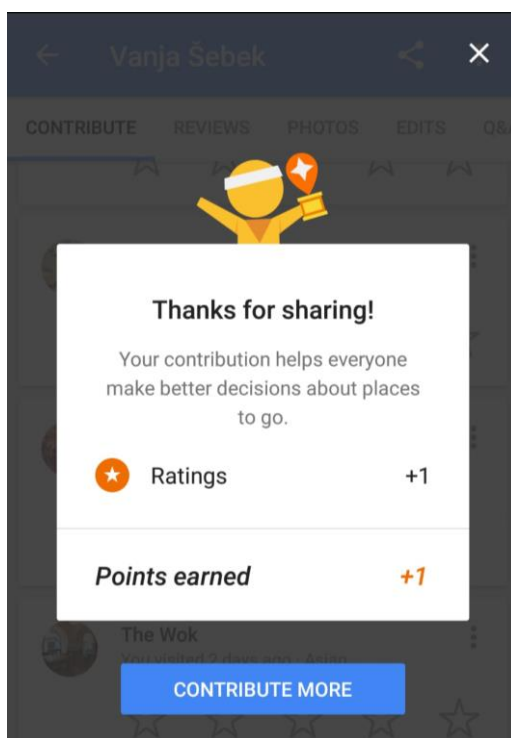 Vanja Šebek
CONTRIBUTE REVIEWS PHOTOS EDITS Q&
Thanks for sharing!
Your contribution helps everyone
make better decisions about places
to go.
Ratings +1
Points earned +1
The Wok
You visited 2 days ago · Asian
CONTRIBUTE MORE